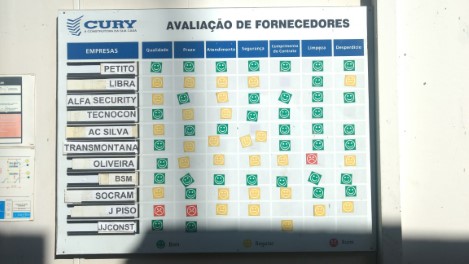 CURY
A CONSTRUTORA DA SUA CASA
AVALIAÇÃO DE FORNECEDORES
EMPRESAS Qualidade Prazo Atendimento Segurança Cumprimento de Contrato Limpeza Desperdício
PETITO
LIBRA
ALFA SECURITY
TECNOCON
AC SILVA
TRANSMONTANA
OLIVEIRA
BSM
SOCRAM
J PISO
JJCONST
Bom Regular Ruim